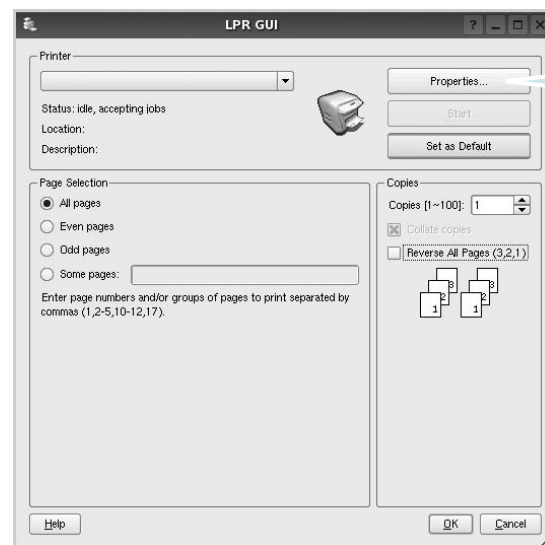 LPR GUI
Printer
Properties...
Status: idle, accepting jobs
Start
Location:
Description:
Set as Default
Page Selection
All pages
Even pages
Odd pages
Some pages:
Enter page numbers and/or groups of pages to print separated by
commas (1,2-5,10-12,17).
Copies
Copies [1~100]: 1
Collate copies
Reverse All Pages (3,2,1)
3 3
2 2
1 1
Help
OK
Cancel